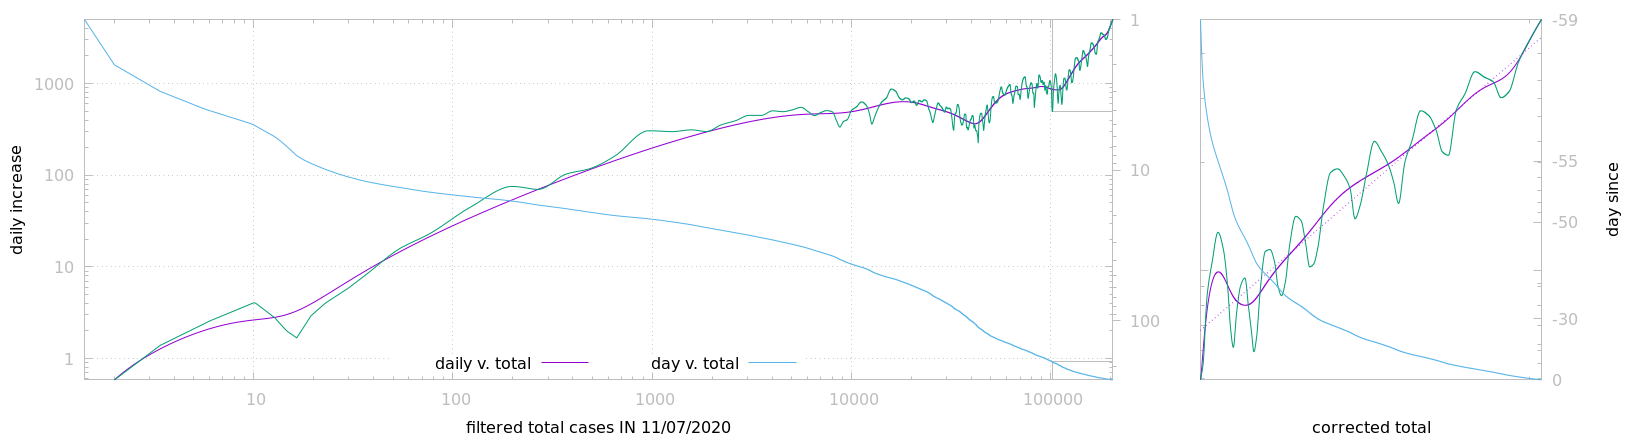 daily increase
1000
100
10
1
10
100
1000
10000
100000
filtered total cases IN 11/07/2020
daily v. total
day v. total
1
10
100
corrected total
-59
-55
-50
-30
0
day since